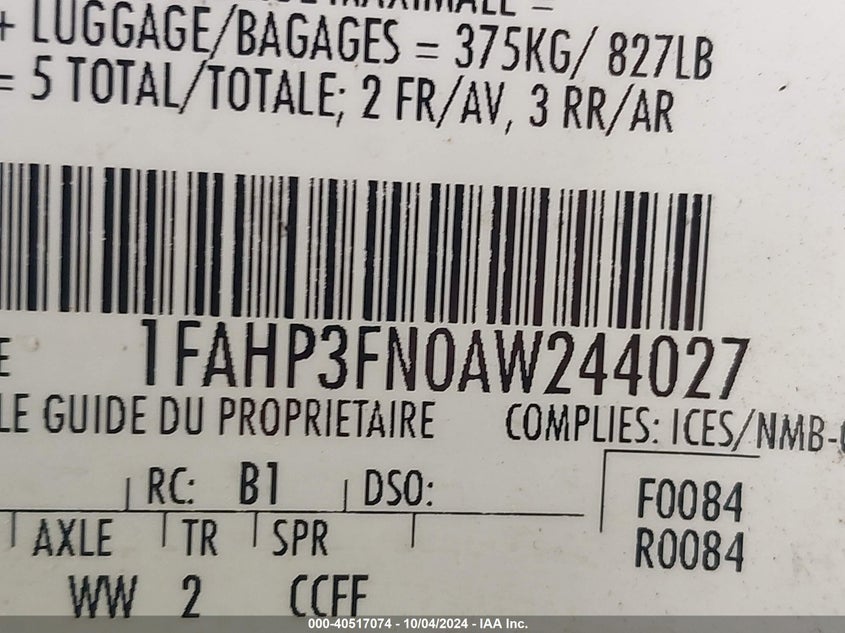 MAXIMALE =
+ LUGGAGE/BAGAGES = 375KG/ 827LB
= 5 TOTAL/TOTALE; 2 FR/AV, 3 RR/AR
1FAHP3FN0AW244027
LE GUIDE DU PROPRIETAIRE COMPLIES: ICES/NMB-
RC: B1 DSO:
F0084
AXLE TR SPR
R0084
WW 2 CCFF
000-40517074 - 10/04/2024 - IAA Inc.